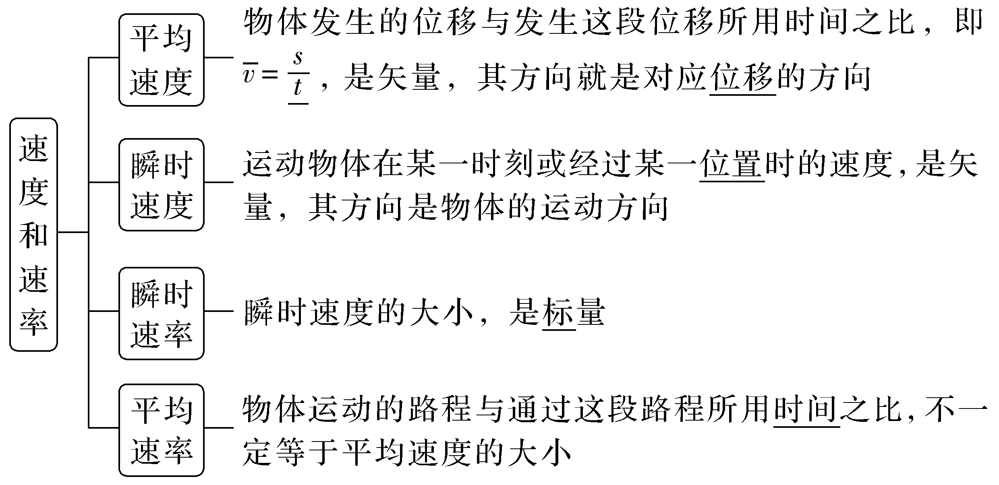 速度和速率
平均
速度
物体发生的位移与发生这段位移所用时间之比，即
v̅ = s/t，是矢量，其方向就是对应位移的方向
瞬时
速度
运动物体在某一时刻或经过某一位置时的速度，是矢
量，其方向是物体的运动方向
瞬时
速率
瞬时速度的大小，是标量
平均
速率
物体运动的路程与通过这段路程所用时间之比，不一
定等于平均速度的大小